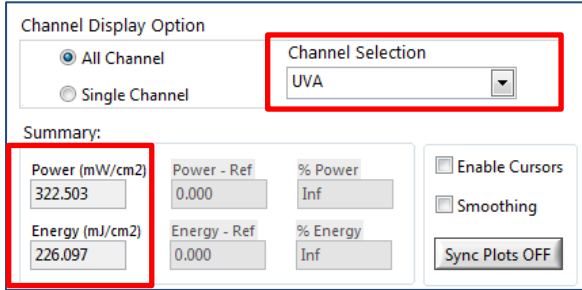 Channel Display Option
All Channel
Single Channel
Channel Selection
UVA
Summary:
Power (mW/cm2) Power - Ref % Power
322.503 0.000 Inf
Energy (mJ/cm2) Energy - Ref % Energy
226.097 0.000 Inf
Enable Cursors
Smoothing
Sync Plots OFF